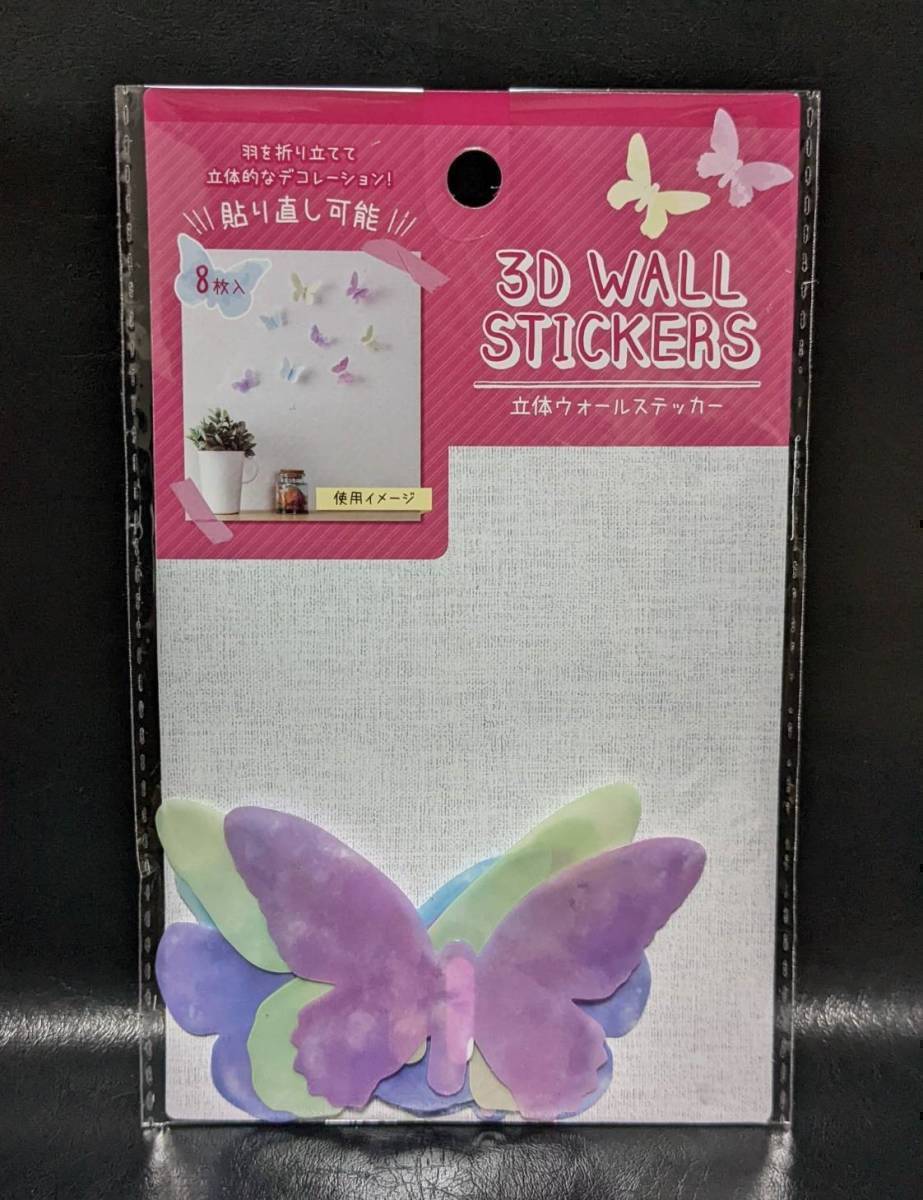 羽を折り立てて
立体的なデコレーション!
貼り直し可能
8枚入
使用イメージ
3D WALL
STICKERS
立体ウォールステッカー